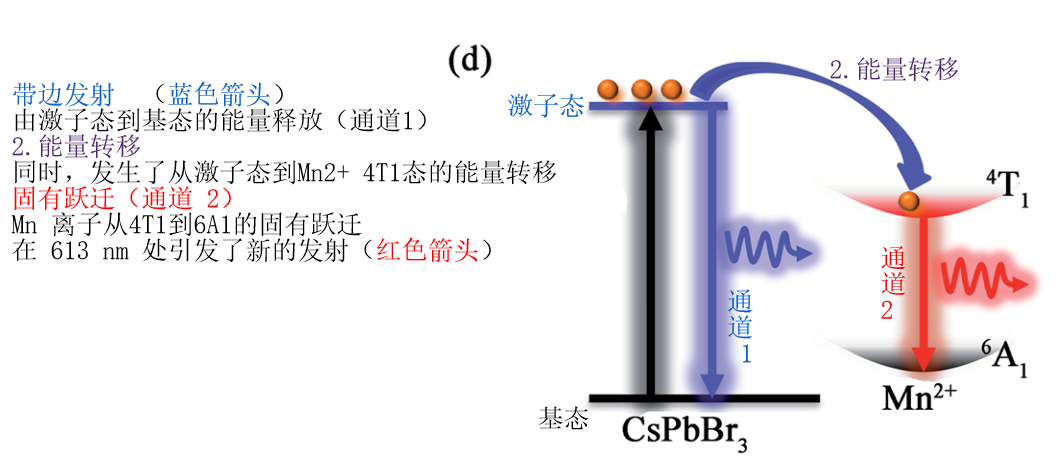 (d)
带边发射 （蓝色箭头）
由激子态到基态的能量释放（通道1）
2.能量转移
同时，发生了从激子态到Mn2+ 4T1态的能量转移
固有跃迁（通道 2）
Mn 离子从4T1到6A1的固有跃迁
在 613 nm 处引发了新的发射（红色箭头）
2.能量转移
激子态
⁴T₁
通道2
通道1
⁶A₁
Mn²⁺
基态
CsPbBr₃